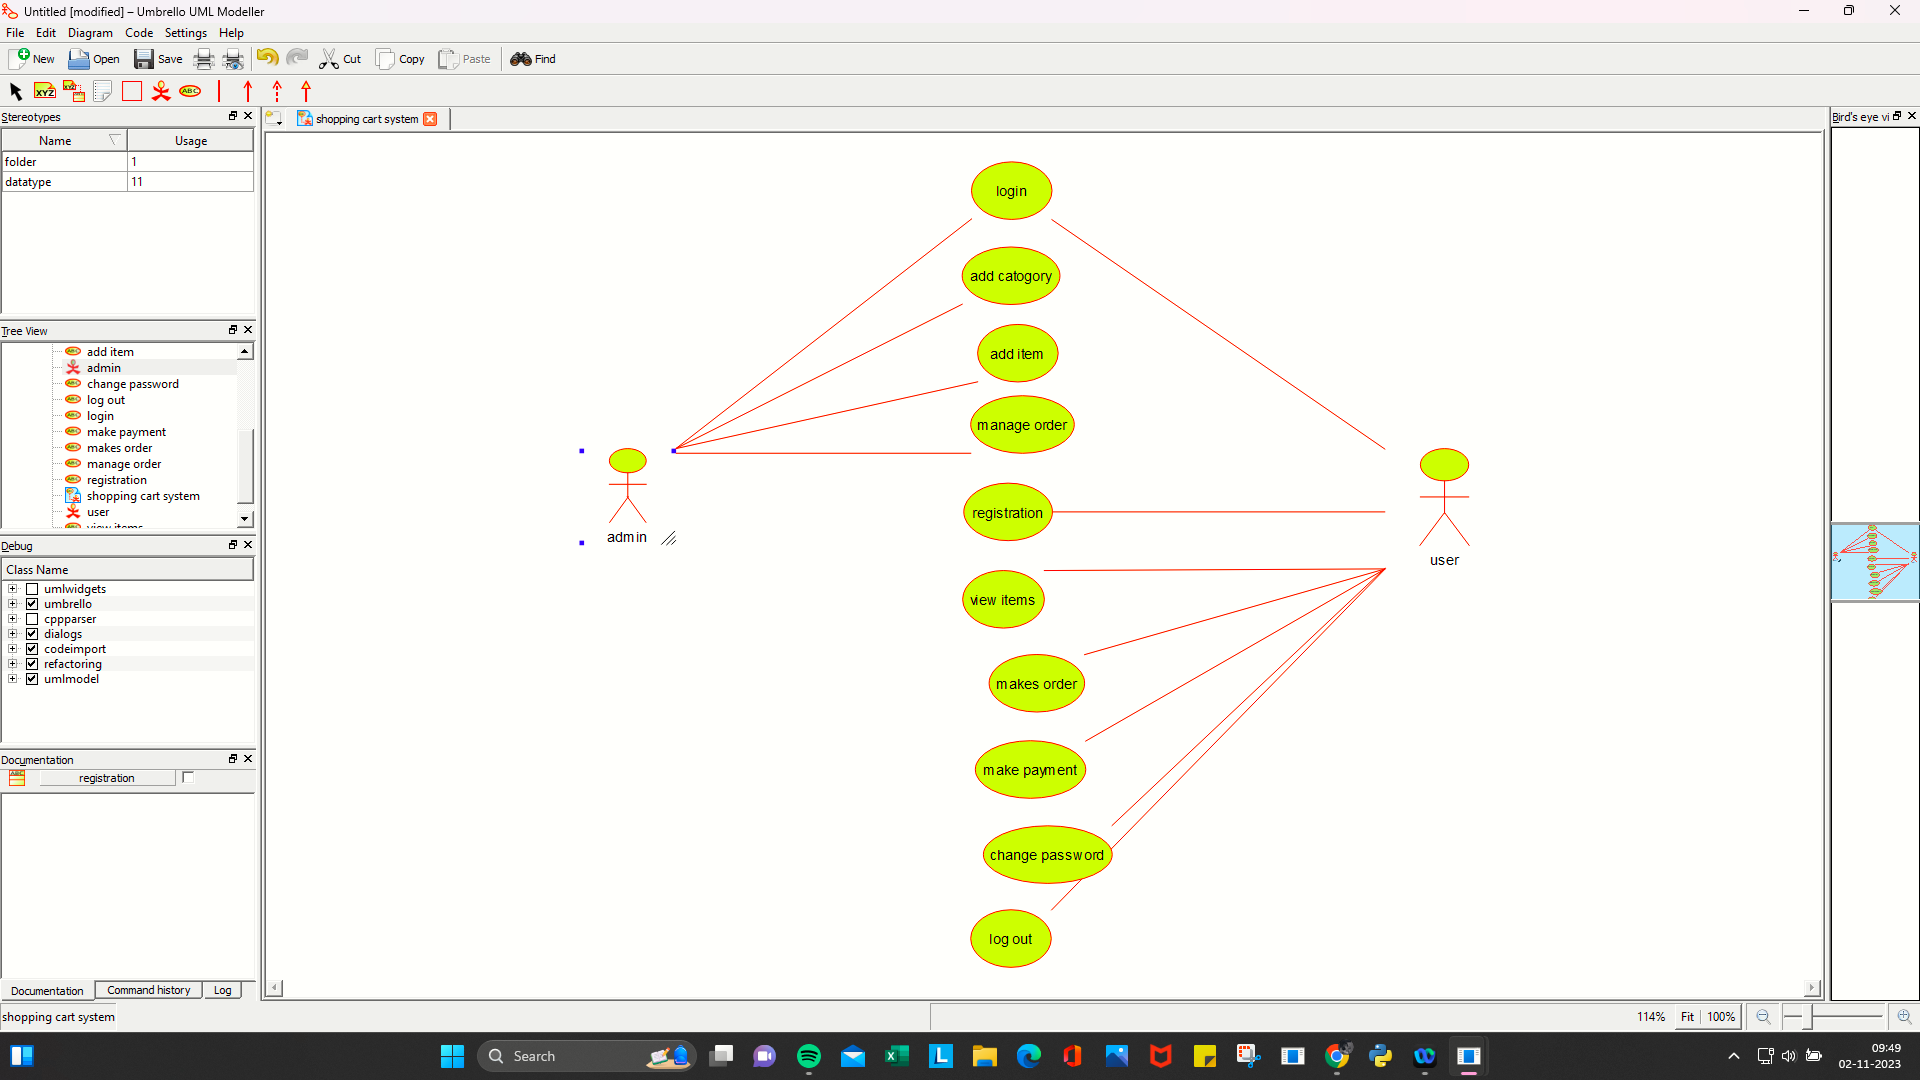 Untitled [modified] – Umbrello UML Modeller
File Edit Diagram Code Settings Help
New Open Save Cut Copy Paste Find
XYZ XYZ ABC
Stereotypes
Name Usage
folder 1
datatype 11
Tree View
add item
admin
change password
log out
login
make payment
makes order
manage order
registration
shopping cart system
user
view items
Debug
Class Name
umlwidgets
umbrello
cppparser
dialogs
codeimport
refactoring
umlmodel
Documentation
registration
Documentation Command history Log
shopping cart system
shopping cart system
login
add catogory
add item
manage order
registration
view items
makes order
make payment
change password
log out
admin
user
Bird's eye vi
114% Fit 100%
Search
09:49
02-11-2023